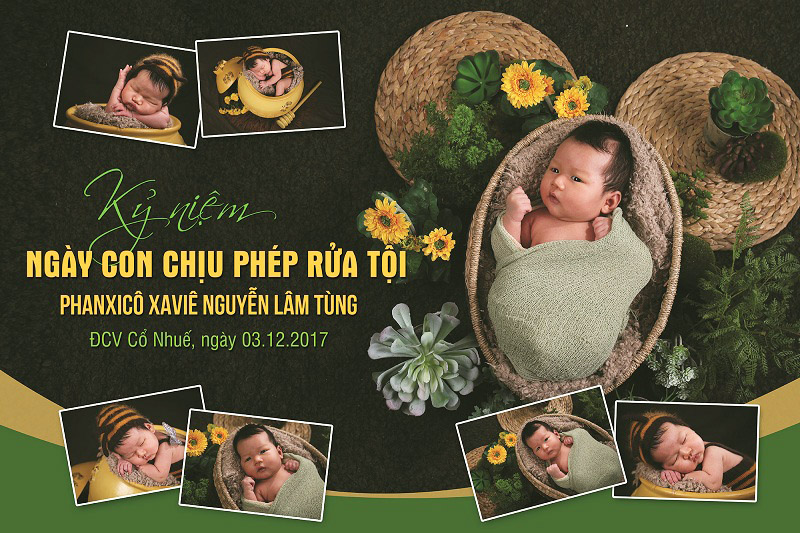 Kỷ niệm
NGÀY CON CHỊU PHÉP RỬA TỘI
PHANXICÔ XAVIÊ NGUYỄN LÂM TÙNG
ĐCV Cổ Nhuế, ngày 03.12.2017